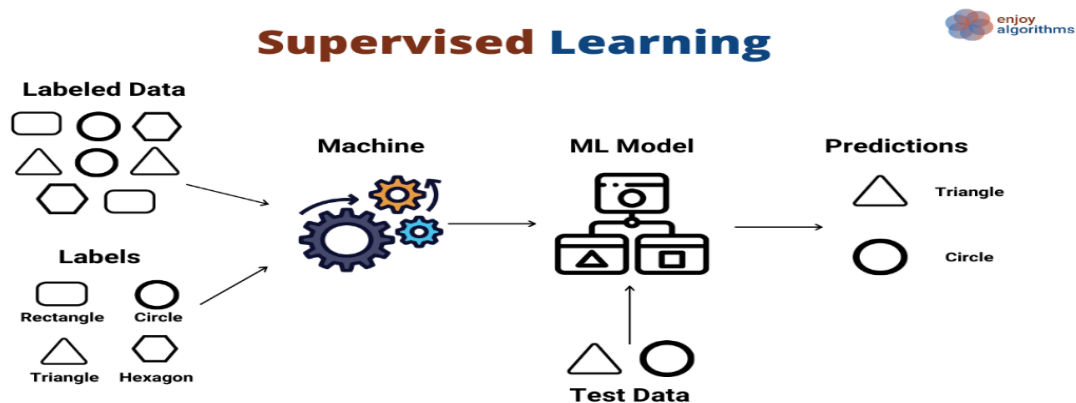 Supervised Learning
enjoy
algorithms
Labeled Data
Machine
ML Model
Predictions
Triangle
Circle
Labels
Rectangle
Circle
Triangle
Hexagon
Test Data